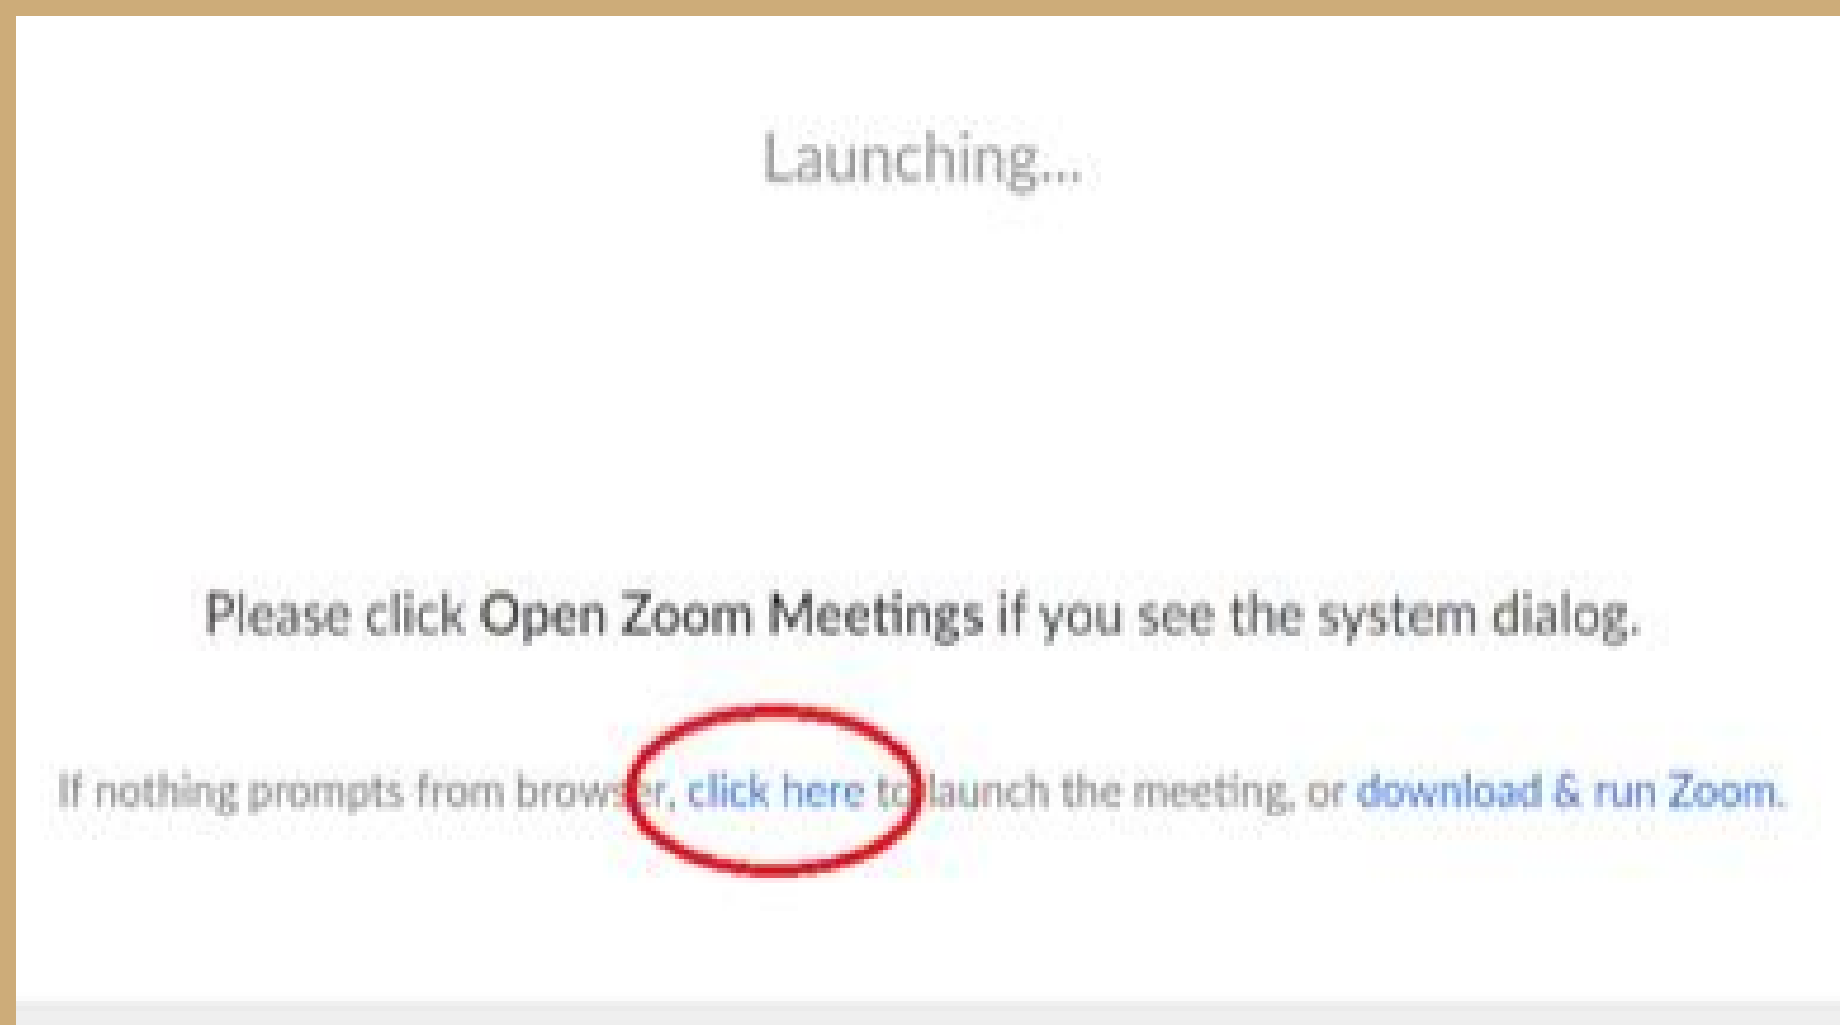 Launching...
Please click Open Zoom Meetings if you see the system dialog.
If nothing prompts from browser, click here to launch the meeting, or download & run Zoom.